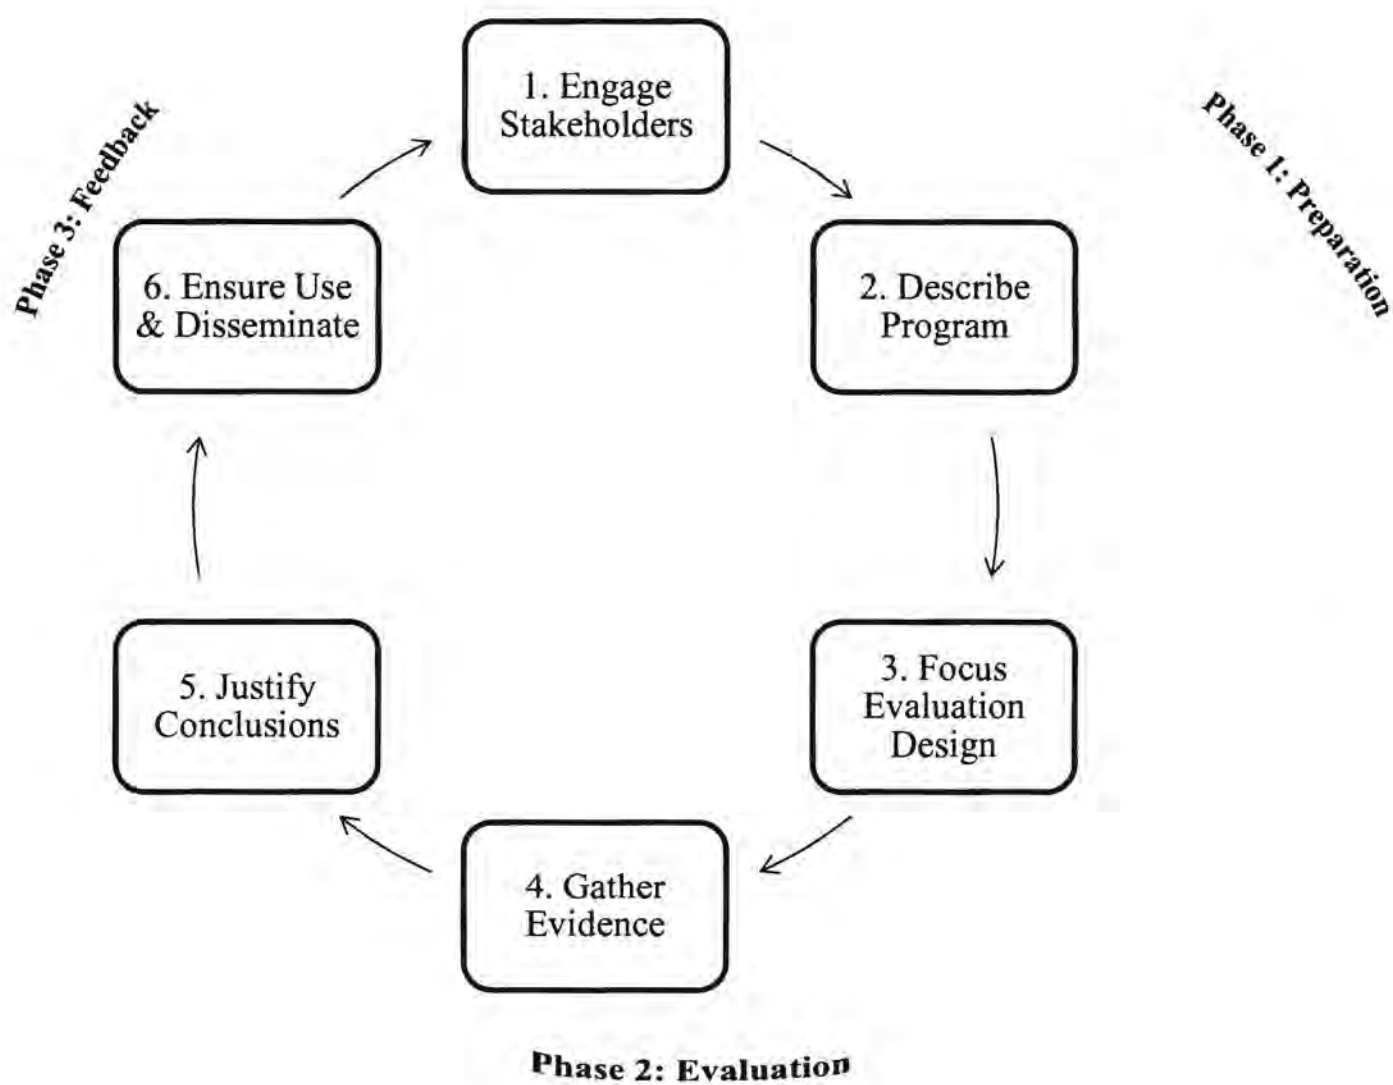 1. Engage
Stakeholders
Phase 1: Preparation
2. Describe
Program
3. Focus
Evaluation
Design
4. Gather
Evidence
Phase 2: Evaluation
5. Justify
Conclusions
6. Ensure Use
& Disseminate
Phase 3: Feedback